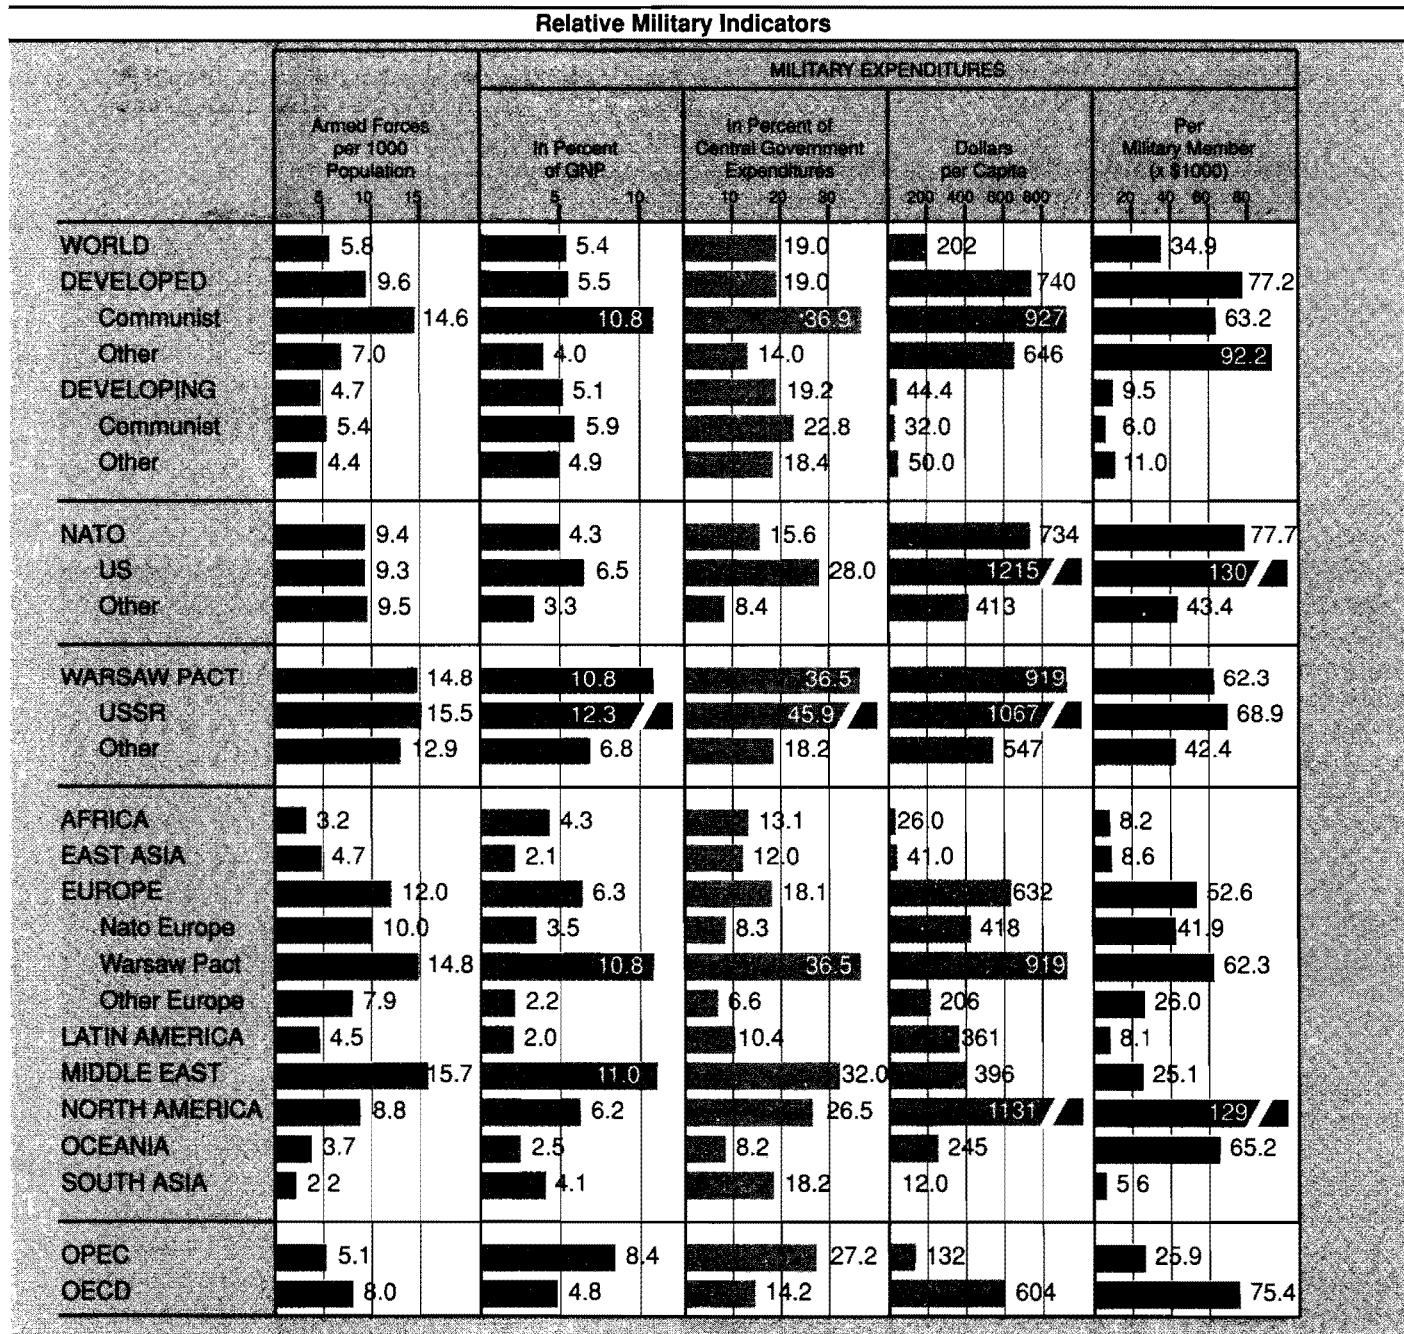 Relative Military Indicators
MILITARY EXPENDITURES
Armed Forces
per 1000
Population
5 10 15
In Percent
of GNP
5 10
In Percent of
Central Government
Expenditures
10 20 30
Dollars
per Capita
200 400 600 800
Per
Military Member
(x $1000)
20 40 60 80
WORLD 5.8 5.4 19.0 202 34.9
DEVELOPED 9.6 5.5 19.0 740 77.2
Communist 14.6 10.8 36.9 927 63.2
Other 7.0 4.0 14.0 646 92.2
DEVELOPING 4.7 5.1 19.2 44.4 9.5
Communist 5.4 5.9 22.8 32.0 6.0
Other 4.4 4.9 18.4 50.0 11.0
NATO 9.4 4.3 15.6 734 77.7
US 9.3 6.5 28.0 1215 130
Other 9.5 3.3 8.4 413 43.4
WARSAW PACT 14.8 10.8 36.5 919 62.3
USSR 15.5 12.3 45.9 1067 68.9
Other 12.9 6.8 18.2 547 42.4
AFRICA 3.2 4.3 13.1 26.0 8.2
EAST ASIA 4.7 2.1 12.0 41.0 8.6
EUROPE 12.0 6.3 18.1 632 52.6
Nato Europe 10.0 3.5 8.3 418 41.9
Warsaw Pact 14.8 10.8 36.5 919 62.3
Other Europe 7.9 2.2 6.6 206 26.0
LATIN AMERICA 4.5 2.0 10.4 361 8.1
MIDDLE EAST 15.7 11.0 32.0 396 25.1
NORTH AMERICA 8.8 6.2 26.5 1131 129
OCEANIA 3.7 2.5 8.2 245 65.2
SOUTH ASIA 2.2 4.1 18.2 12.0 5.6
OPEC 5.1 8.4 27.2 132 25.9
OECD 8.0 4.8 14.2 604 75.4